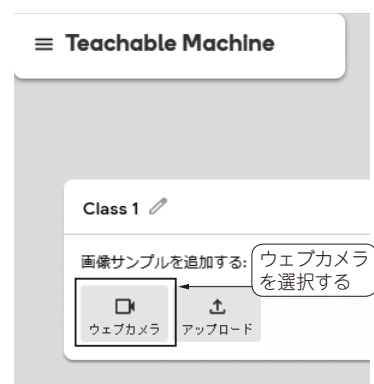 Teachable Machine
Class 1
画像サンプルを追加する:
ウェブカメラ
を選択する
ウェブカメラ
アップロード